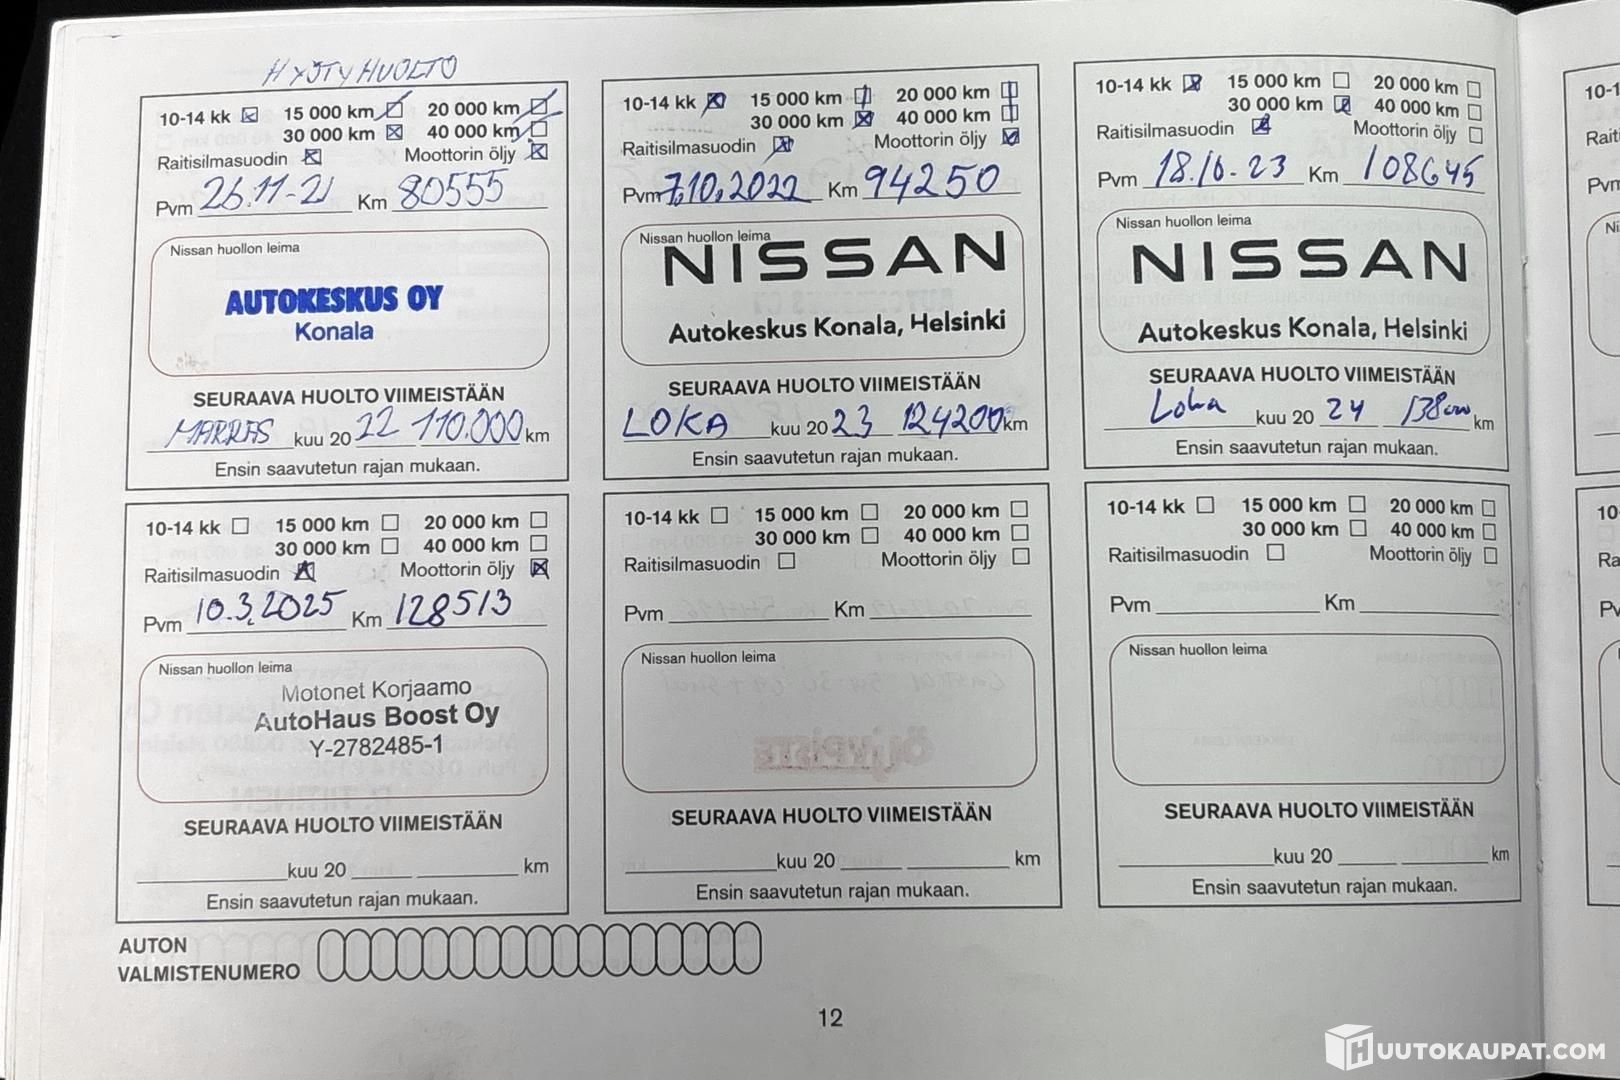 HYÖTYHUOLTO
10-14 kk 15 000 km 20 000 km
30 000 km 40 000 km
Raitisilmasuodin Moottorin öljy
Pvm 26.11-21 Km 80555
Nissan huollon leima
AUTOKESKUS OY
Konala
SEURAAVA HUOLTO VIIMEISTÄÄN
MARRAS kuu 20 22 110.000 km
Ensin saavutetun rajan mukaan.
10-14 kk 15 000 km 20 000 km
30 000 km 40 000 km
Raitisilmasuodin Moottorin öljy
Pvm 7.10.2022 Km 94250
Nissan huollon leima
NISSAN
Autokeskus Konala, Helsinki
SEURAAVA HUOLTO VIIMEISTÄÄN
LOKA kuu 20 23 124200 km
Ensin saavutetun rajan mukaan.
10-14 kk 15 000 km 20 000 km
30 000 km 40 000 km
Raitisilmasuodin Moottorin öljy
Pvm 18.10.23 Km 108645
Nissan huollon leima
NISSAN
Autokeskus Konala, Helsinki
SEURAAVA HUOLTO VIIMEISTÄÄN
Loka kuu 20 24 138000 km
Ensin saavutetun rajan mukaan.
10-14 kk 15 000 km 20 000 km
30 000 km 40 000 km
Raitisilmasuodin Moottorin öljy
Pvm 10.3.2025 Km 128513
Nissan huollon leima
Motonet Korjaamo
AutoHaus Boost Oy
Y-2782485-1
SEURAAVA HUOLTO VIIMEISTÄÄN
kuu 20 km
Ensin saavutetun rajan mukaan.
10-14 kk 15 000 km 20 000 km
30 000 km 40 000 km
Raitisilmasuodin Moottorin öljy
Pvm Km
Nissan huollon leima
SEURAAVA HUOLTO VIIMEISTÄÄN
kuu 20 km
Ensin saavutetun rajan mukaan.
10-14 kk 15 000 km 20 000 km
30 000 km 40 000 km
Raitisilmasuodin Moottorin öljy
Pvm Km
Nissan huollon leima
SEURAAVA HUOLTO VIIMEISTÄÄN
kuu 20 km
Ensin saavutetun rajan mukaan.
AUTON
VALMISTENUMERO
12
HUUTOKAUPAT.COM